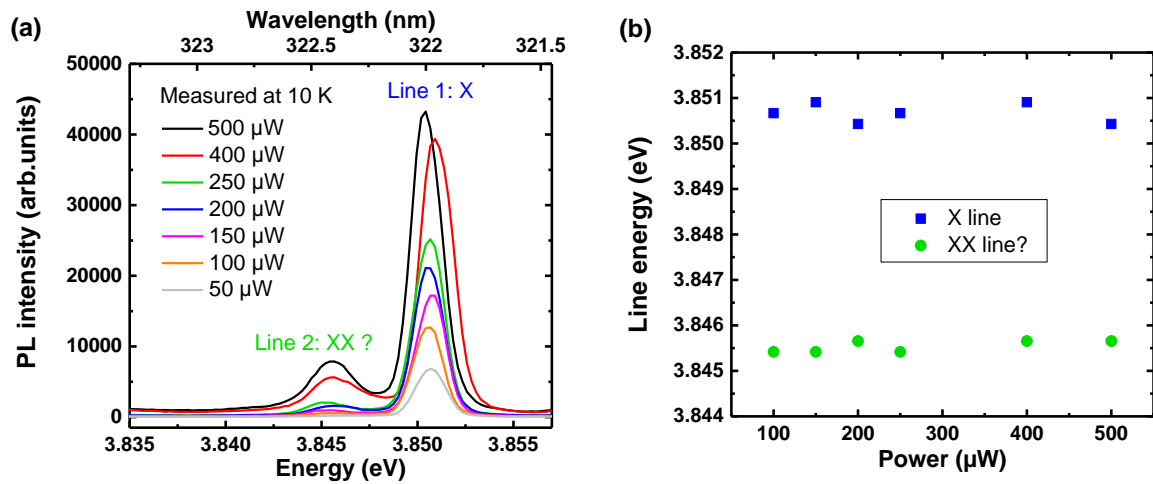 (a)
Wavelength (nm)
323 322.5 322 321.5
50000
40000
30000
20000
10000
0
PL intensity (arb.units)
Measured at 10 K
500 µW
400 µW
250 µW
200 µW
150 µW
100 µW
50 µW
Line 1: X
Line 2: XX ?
3.835 3.840 3.845 3.850 3.855
Energy (eV)
(b)
3.852
3.851
3.850
3.849
3.848
3.847
3.846
3.845
3.844
Line energy (eV)
X line
XX line?
100 200 300 400 500
Power (µW)